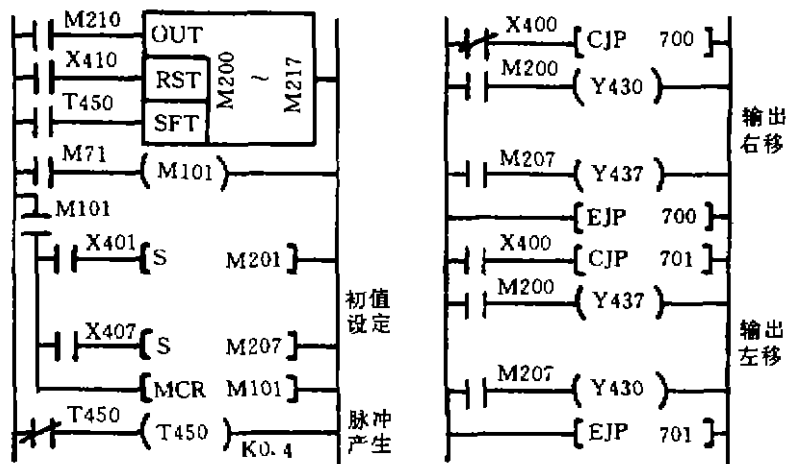 M210
OUT
X410
RST
T450
SFT
M200 ~ M217
M71
M101
M101
X401
S M201
X407
S M207
MCR M101
T450
T450
K0.4
初值
设定
脉冲
产生
X400
CJP 700
M200
Y430
M207
Y437
EJP 700
X400
CJP 701
M200
Y437
M207
Y430
EJP 701
输出
右移
输出
左移